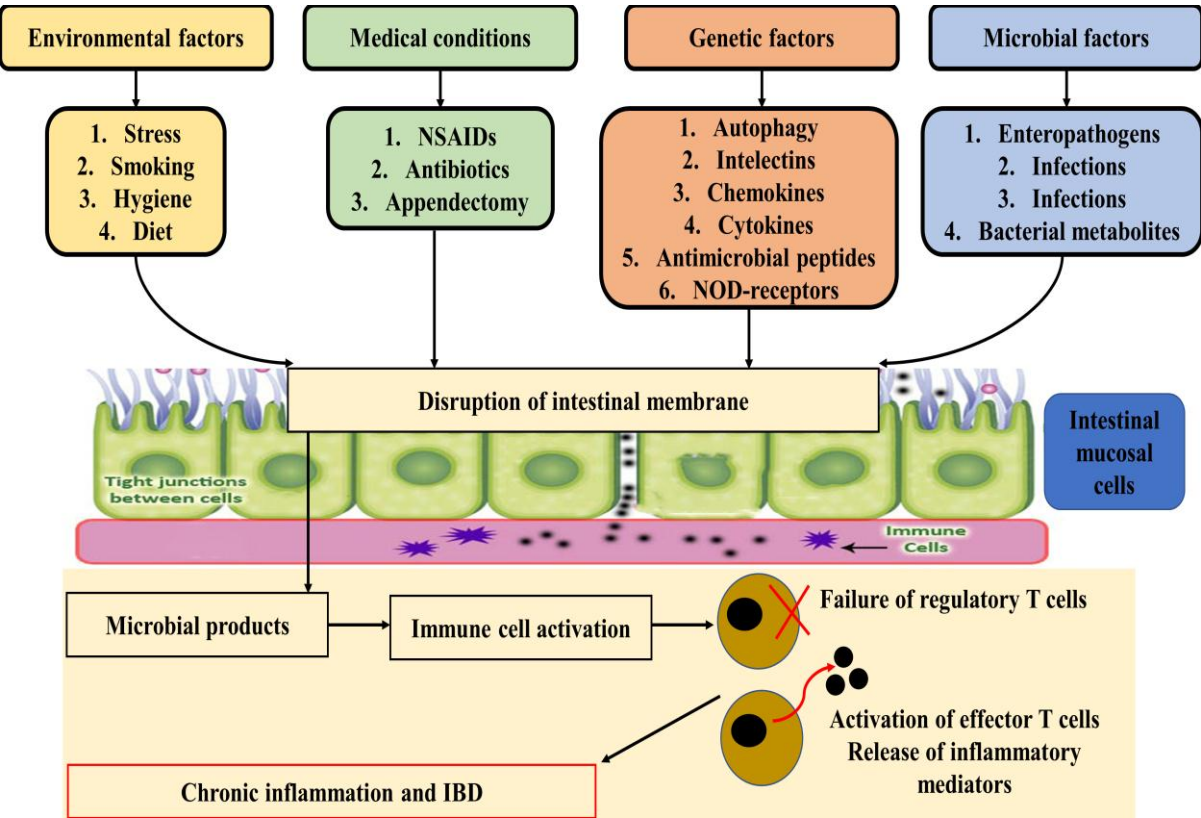 Environmental factors
Medical conditions
Genetic factors
Microbial factors
1. Stress
2. Smoking
3. Hygiene
4. Diet
1. NSAIDs
2. Antibiotics
3. Appendectomy
1. Autophagy
2. Intelectins
3. Chemokines
4. Cytokines
5. Antimicrobial peptides
6. NOD-receptors
1. Enteropathogens
2. Infections
3. Infections
4. Bacterial metabolites
Disruption of intestinal membrane
Intestinal
mucosal
cells
Tight junctions
between cells
Immune
Cells
Microbial products
Immune cell activation
Failure of regulatory T cells
Activation of effector T cells
Release of inflammatory
mediators
Chronic inflammation and IBD